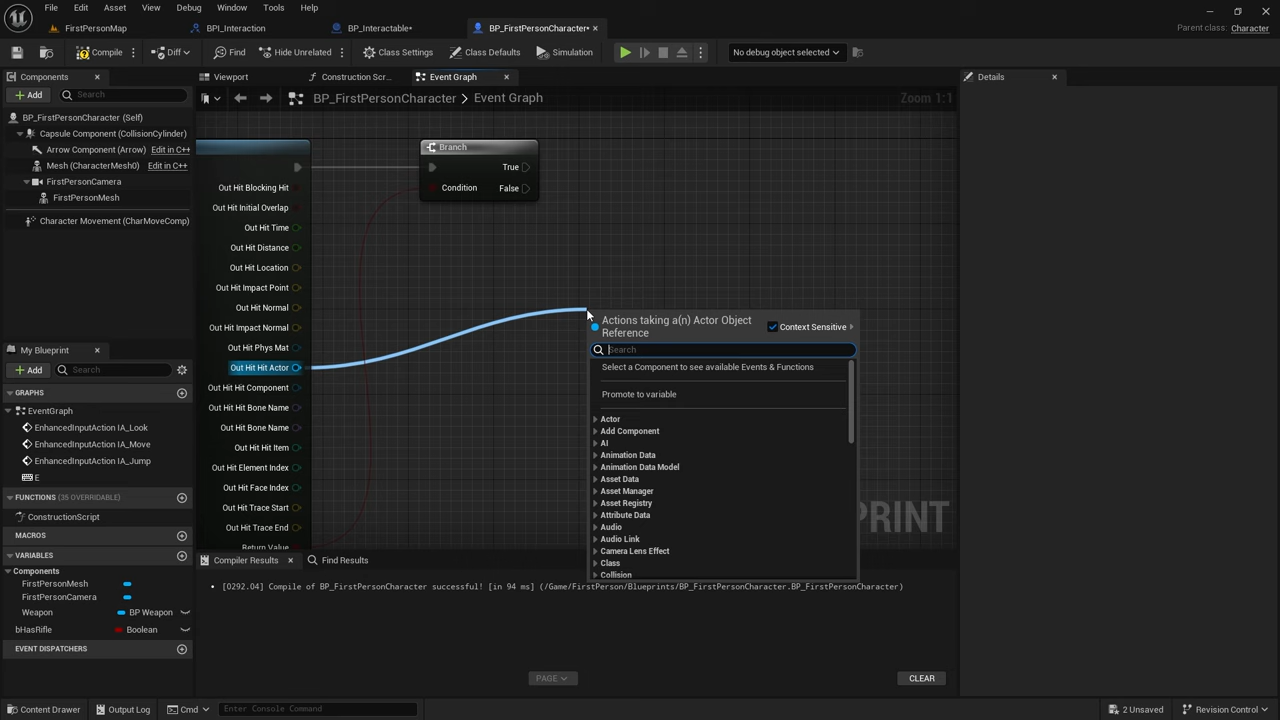 File Edit Asset View Debug Window Tools Help
FirstPersonMap
BPI_Interaction
BP_Interactable•
BP_FirstPersonCharacter•
Parent class: Character
Compile
Diff
Find
Hide Unrelated
Class Settings
Class Defaults
Simulation
No debug object selected
Components
Add
Search
BP_FirstPersonCharacter (Self)
Capsule Component (CollisionCylinder)
Arrow Component (Arrow) Edit in C++
Mesh (CharacterMesh0) Edit in C++
FirstPersonCamera
FirstPersonMesh
Character Movement (CharMoveComp)
My Blueprint
Add
Search
GRAPHS
EventGraph
EnhancedInputAction IA_Look
EnhancedInputAction IA_Move
EnhancedInputAction IA_Jump
E
FUNCTIONS (35 OVERRIDABLE)
ConstructionScript
MACROS
VARIABLES
Components
FirstPersonMesh
FirstPersonCamera
Weapon BP Weapon
bHasRifle Boolean
EVENT DISPATCHERS
Viewport
Construction Scr...
Event Graph
BP_FirstPersonCharacter > Event Graph
Zoom 1:1
Branch
True
Condition
False
Out Hit Blocking Hit
Out Hit Initial Overlap
Out Hit Time
Out Hit Distance
Out Hit Location
Out Hit Impact Point
Out Hit Normal
Out Hit Impact Normal
Out Hit Phys Mat
Out Hit Hit Actor
Out Hit Hit Component
Out Hit Hit Bone Name
Out Hit Bone Name
Out Hit Hit Item
Out Hit Element Index
Out Hit Face Index
Out Hit Trace Start
Out Hit Trace End
Return Value
Actions taking a(n) Actor Object
Reference
Context Sensitive
Search
Select a Component to see available Events & Functions
Promote to variable
Actor
Add Component
AI
Animation Data
Animation Data Model
Asset Data
Asset Manager
Asset Registry
Attribute Data
Audio
Audio Link
Camera Lens Effect
Class
Collision
PRINT
Compiler Results
Find Results
[0292.04] Compile of BP_FirstPersonCharacter successful! [in 94 ms] (/Game/FirstPerson/Blueprints/BP_FirstPersonCharacter.BP_FirstPersonCharacter)
PAGE
CLEAR
Details
Content Drawer
Output Log
Cmd
Enter Console Command
2 Unsaved
Revision Control